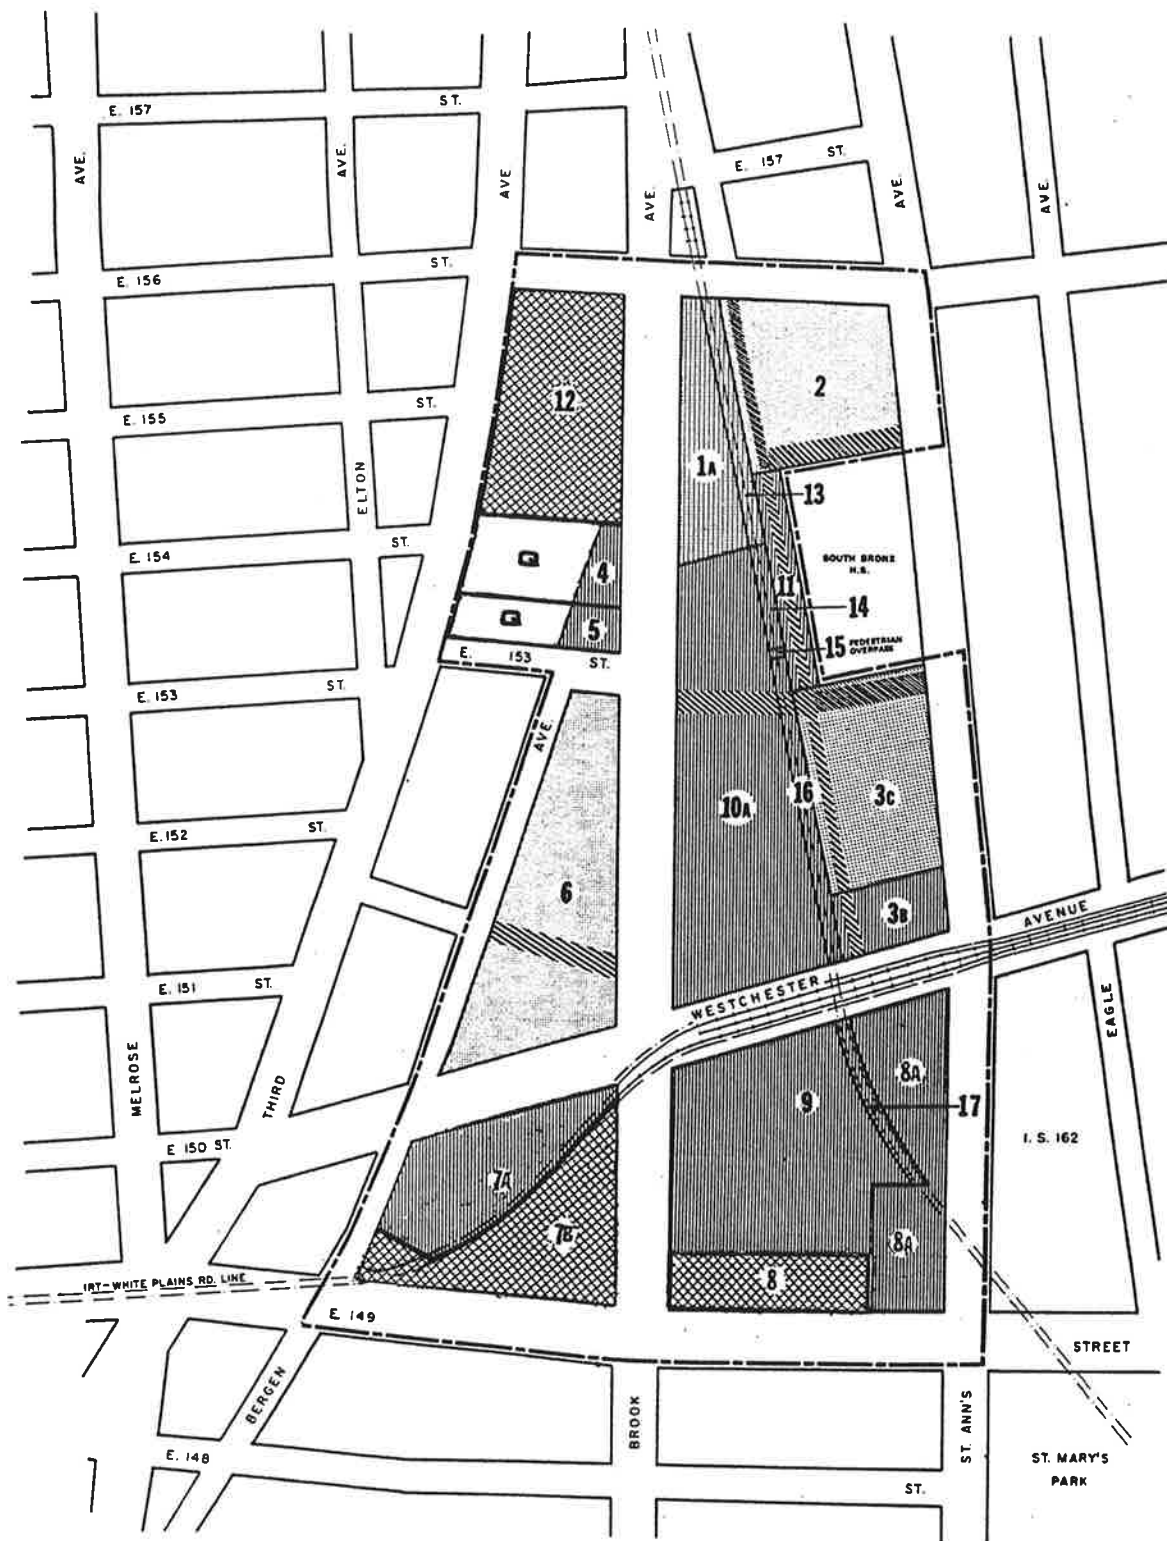 E. 157 ST.
AVE.
AVE.
AVE
AVE.
E. 157 ST.
AVE.
AVE.
E. 156 ST.
12
2
E. 155 ST.
1A
13
ELTON
E. 154 ST.
Q
4
SOUTH BRONX
H.S.
11
14
Q
5
15 PEDESTRIAN
OVERPASS
E. 153 ST.
E. 153 ST.
AVE.
10A
16
3C
E. 152 ST.
6
3B
AVENUE
WESTCHESTER
E. 151 ST.
EAGLE
MELROSE
THIRD
9
8A
17
E 150 ST.
I. S. 162
7A
7B
8A
8
IRT-WHITE PLAINS RD. LINE
E. 149
STREET
BERGEN
BROOK
ST. ANN'S
E. 148 ST.
ST. MARY'S
PARK